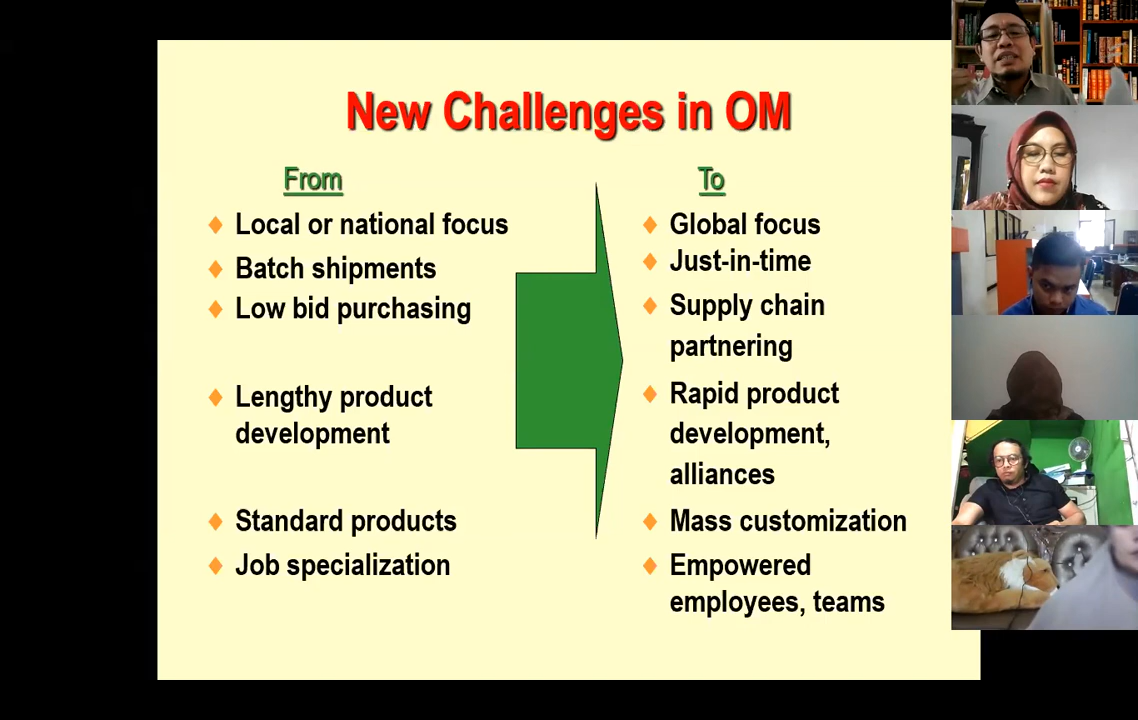 New Challenges in OM
From
Local or national focus
Batch shipments
Low bid purchasing
Lengthy product
development
Standard products
Job specialization
To
Global focus
Just-in-time
Supply chain
partnering
Rapid product
development,
alliances
Mass customization
Empowered
employees, teams